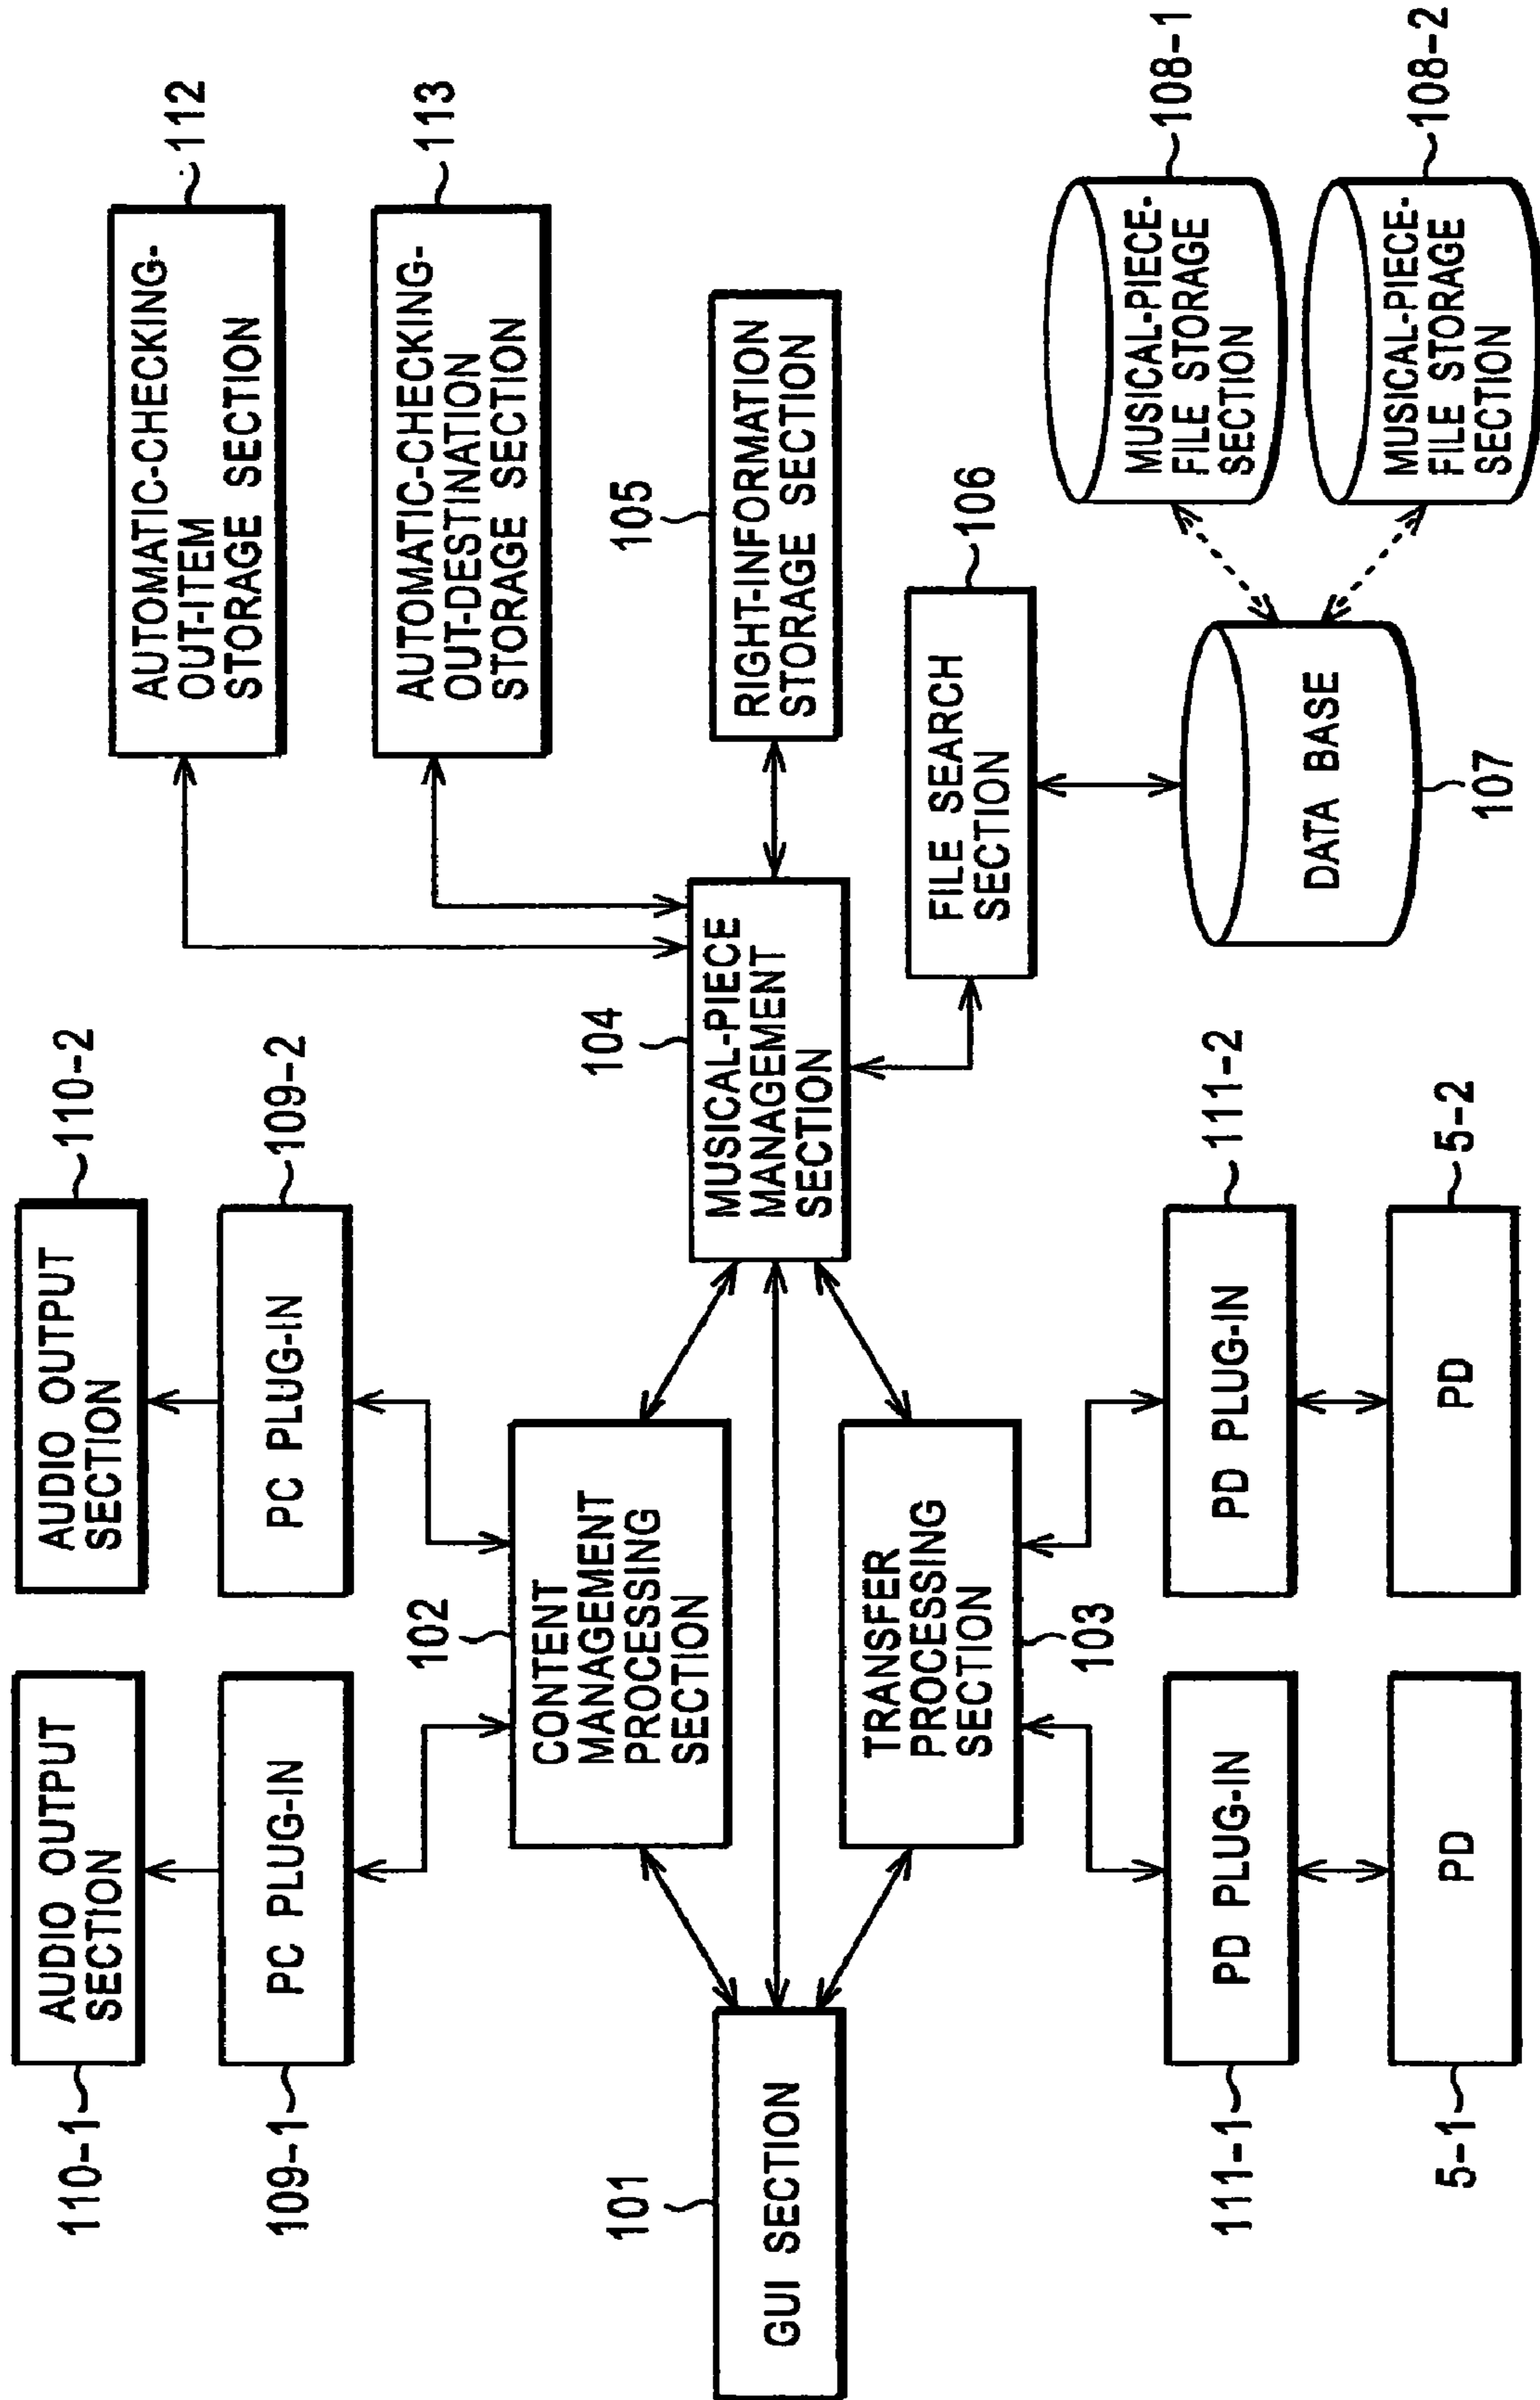 110-1
AUDIO OUTPUT
SECTION
109-1
PC PLUG-IN
110-2
AUDIO OUTPUT
SECTION
109-2
PC PLUG-IN
112
AUTOMATIC-CHECKING-
OUT-ITEM
STORAGE SECTION
113
AUTOMATIC-CHECKING-
OUT-DESTINATION
STORAGE SECTION
101
GUI SECTION
102
CONTENT
MANAGEMENT
PROCESSING
SECTION
TRANSFER
PROCESSING
SECTION
103
104
MUSICAL-PIECE
MANAGEMENT
SECTION
105
RIGHT-INFORMATION
STORAGE SECTION
106
FILE SEARCH
SECTION
DATA BASE
107
108-1
MUSICAL-PIECE-
FILE STORAGE
SECTION
108-2
MUSICAL-PIECE-
FILE STORAGE
SECTION
111-1
PD PLUG-IN
5-1
PD
111-2
PD PLUG-IN
5-2
PD